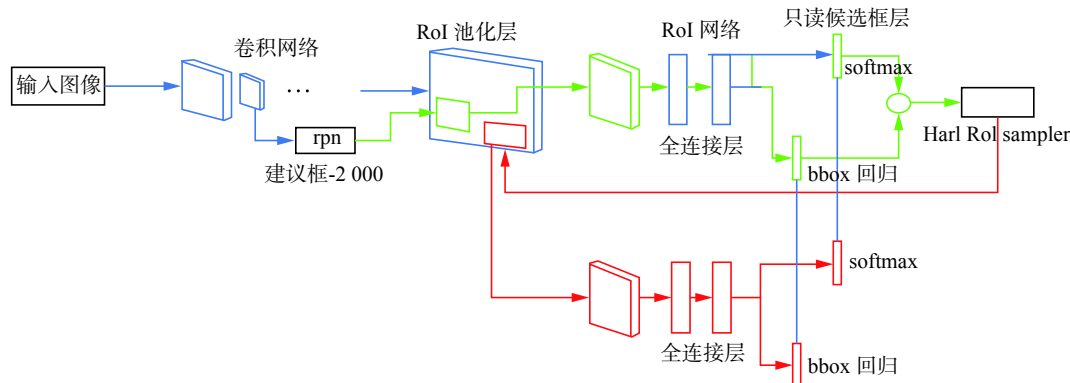 只读候选框层
RoI 池化层
RoI 网络
卷积网络
输入图像
...
softmax
rpn
Harl RoI sampler
全连接层
建议框-2 000
bbox 回归
softmax
全连接层
bbox 回归